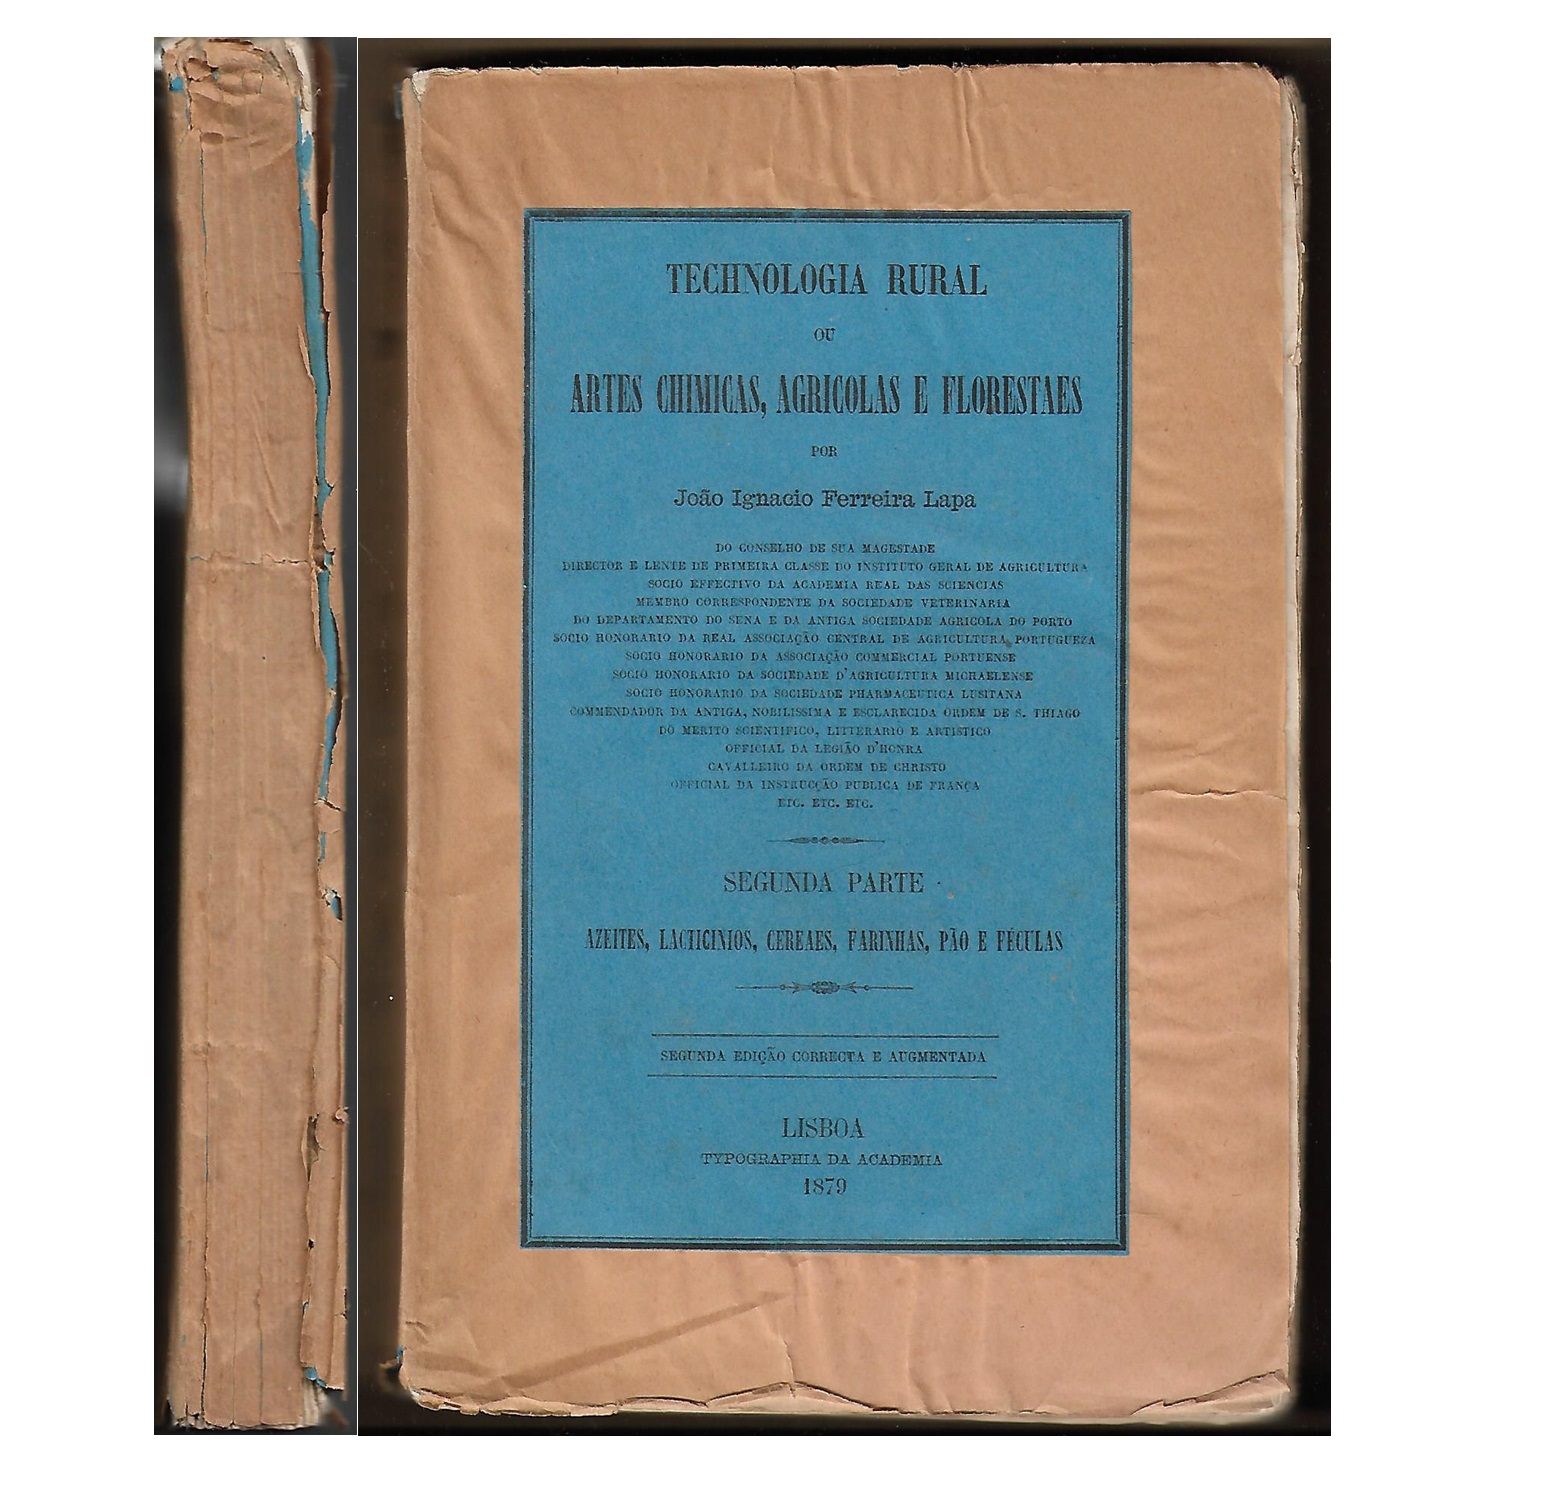 TECHNOLOGIA RURAL
OU
ARTES CHIMICAS, AGRICOLAS E FLORESTAES
POR
João Ignacio Ferreira Lapa
DO CONSELHO DE SUA MAGESTADE
DIRECTOR E LENTE DE PRIMEIRA CLASSE DO INSTITUTO GERAL DE AGRICULTURA
SOCIO EFFECTIVO DA ACADEMIA REAL DAS SCIENCIAS
MEMBRO CORRESPONDENTE DA SOCIEDADE VETERINARIA
DO DEPARTAMENTO DO SENA E DA ANTIGA SOCIEDADE AGRICOLA DO PORTO
SOCIO HONORARIO DA REAL ASSOCIAÇÃO CENTRAL DE AGRICULTURA PORTUGUEZA
SOCIO HONORARIO DA ASSOCIAÇÃO COMMERCIAL PORTUENSE
SOCIO HONORARIO DA SOCIEDADE D'AGRICULTURA MICHAELENSE
SOCIO HONORARIO DA SOCIEDADE PHARMACEUTICA LUSITANA
COMMENDADOR DA ANTIGA, NOBILISSIMA E ESCLARECIDA ORDEM DE S. THIAGO
DO MERITO SCIENTIFICO, LITTERARIO E ARTISTICO
OFFICIAL DA LEGIÃO D'HONRA
CAVALLEIRO DA ORDEM DE CHRISTO
OFFICIAL DA INSTRUCÇÃO PUBLICA DE FRANÇA
ETC. ETC. ETC.
SEGUNDA PARTE
AZEITES, LACTICINIOS, CEREAES, FARINHAS, PÃO E FÉCULAS
SEGUNDA EDIÇÃO CORRECTA E AUGMENTADA
LISBOA
TYPOGRAPHIA DA ACADEMIA
1879